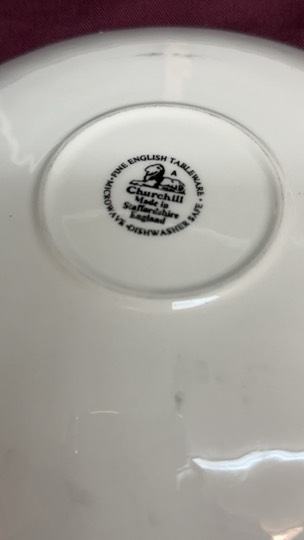 • FINE ENGLISH TABLEWARE •
A
Churchill
Made in
Staffordshire
England
MICROWAVE • DISHWASHER SAFE